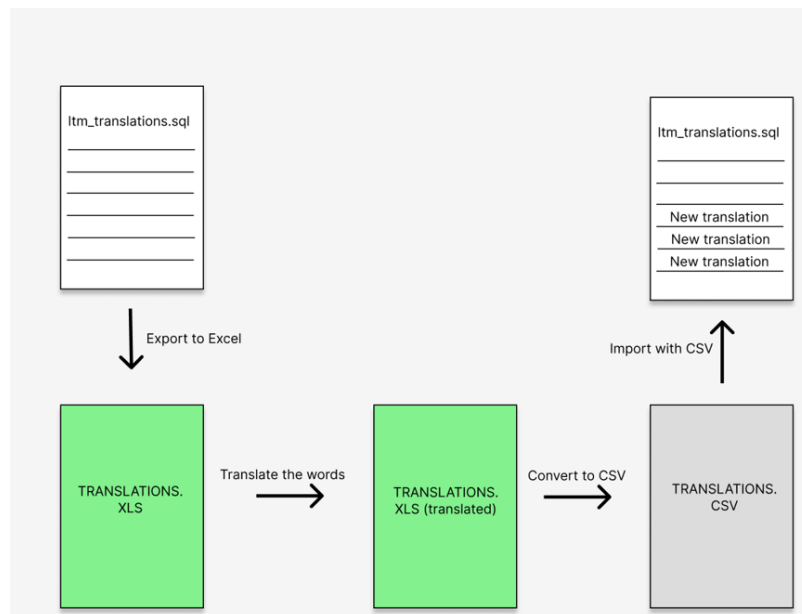 ltm_translations.sql
ltm_translations.sql
New translation
New translation
New translation
Export to Excel
Import with CSV
TRANSLATIONS.
XLS
Translate the words
TRANSLATIONS.
XLS (translated)
Convert to CSV
TRANSLATIONS.
CSV